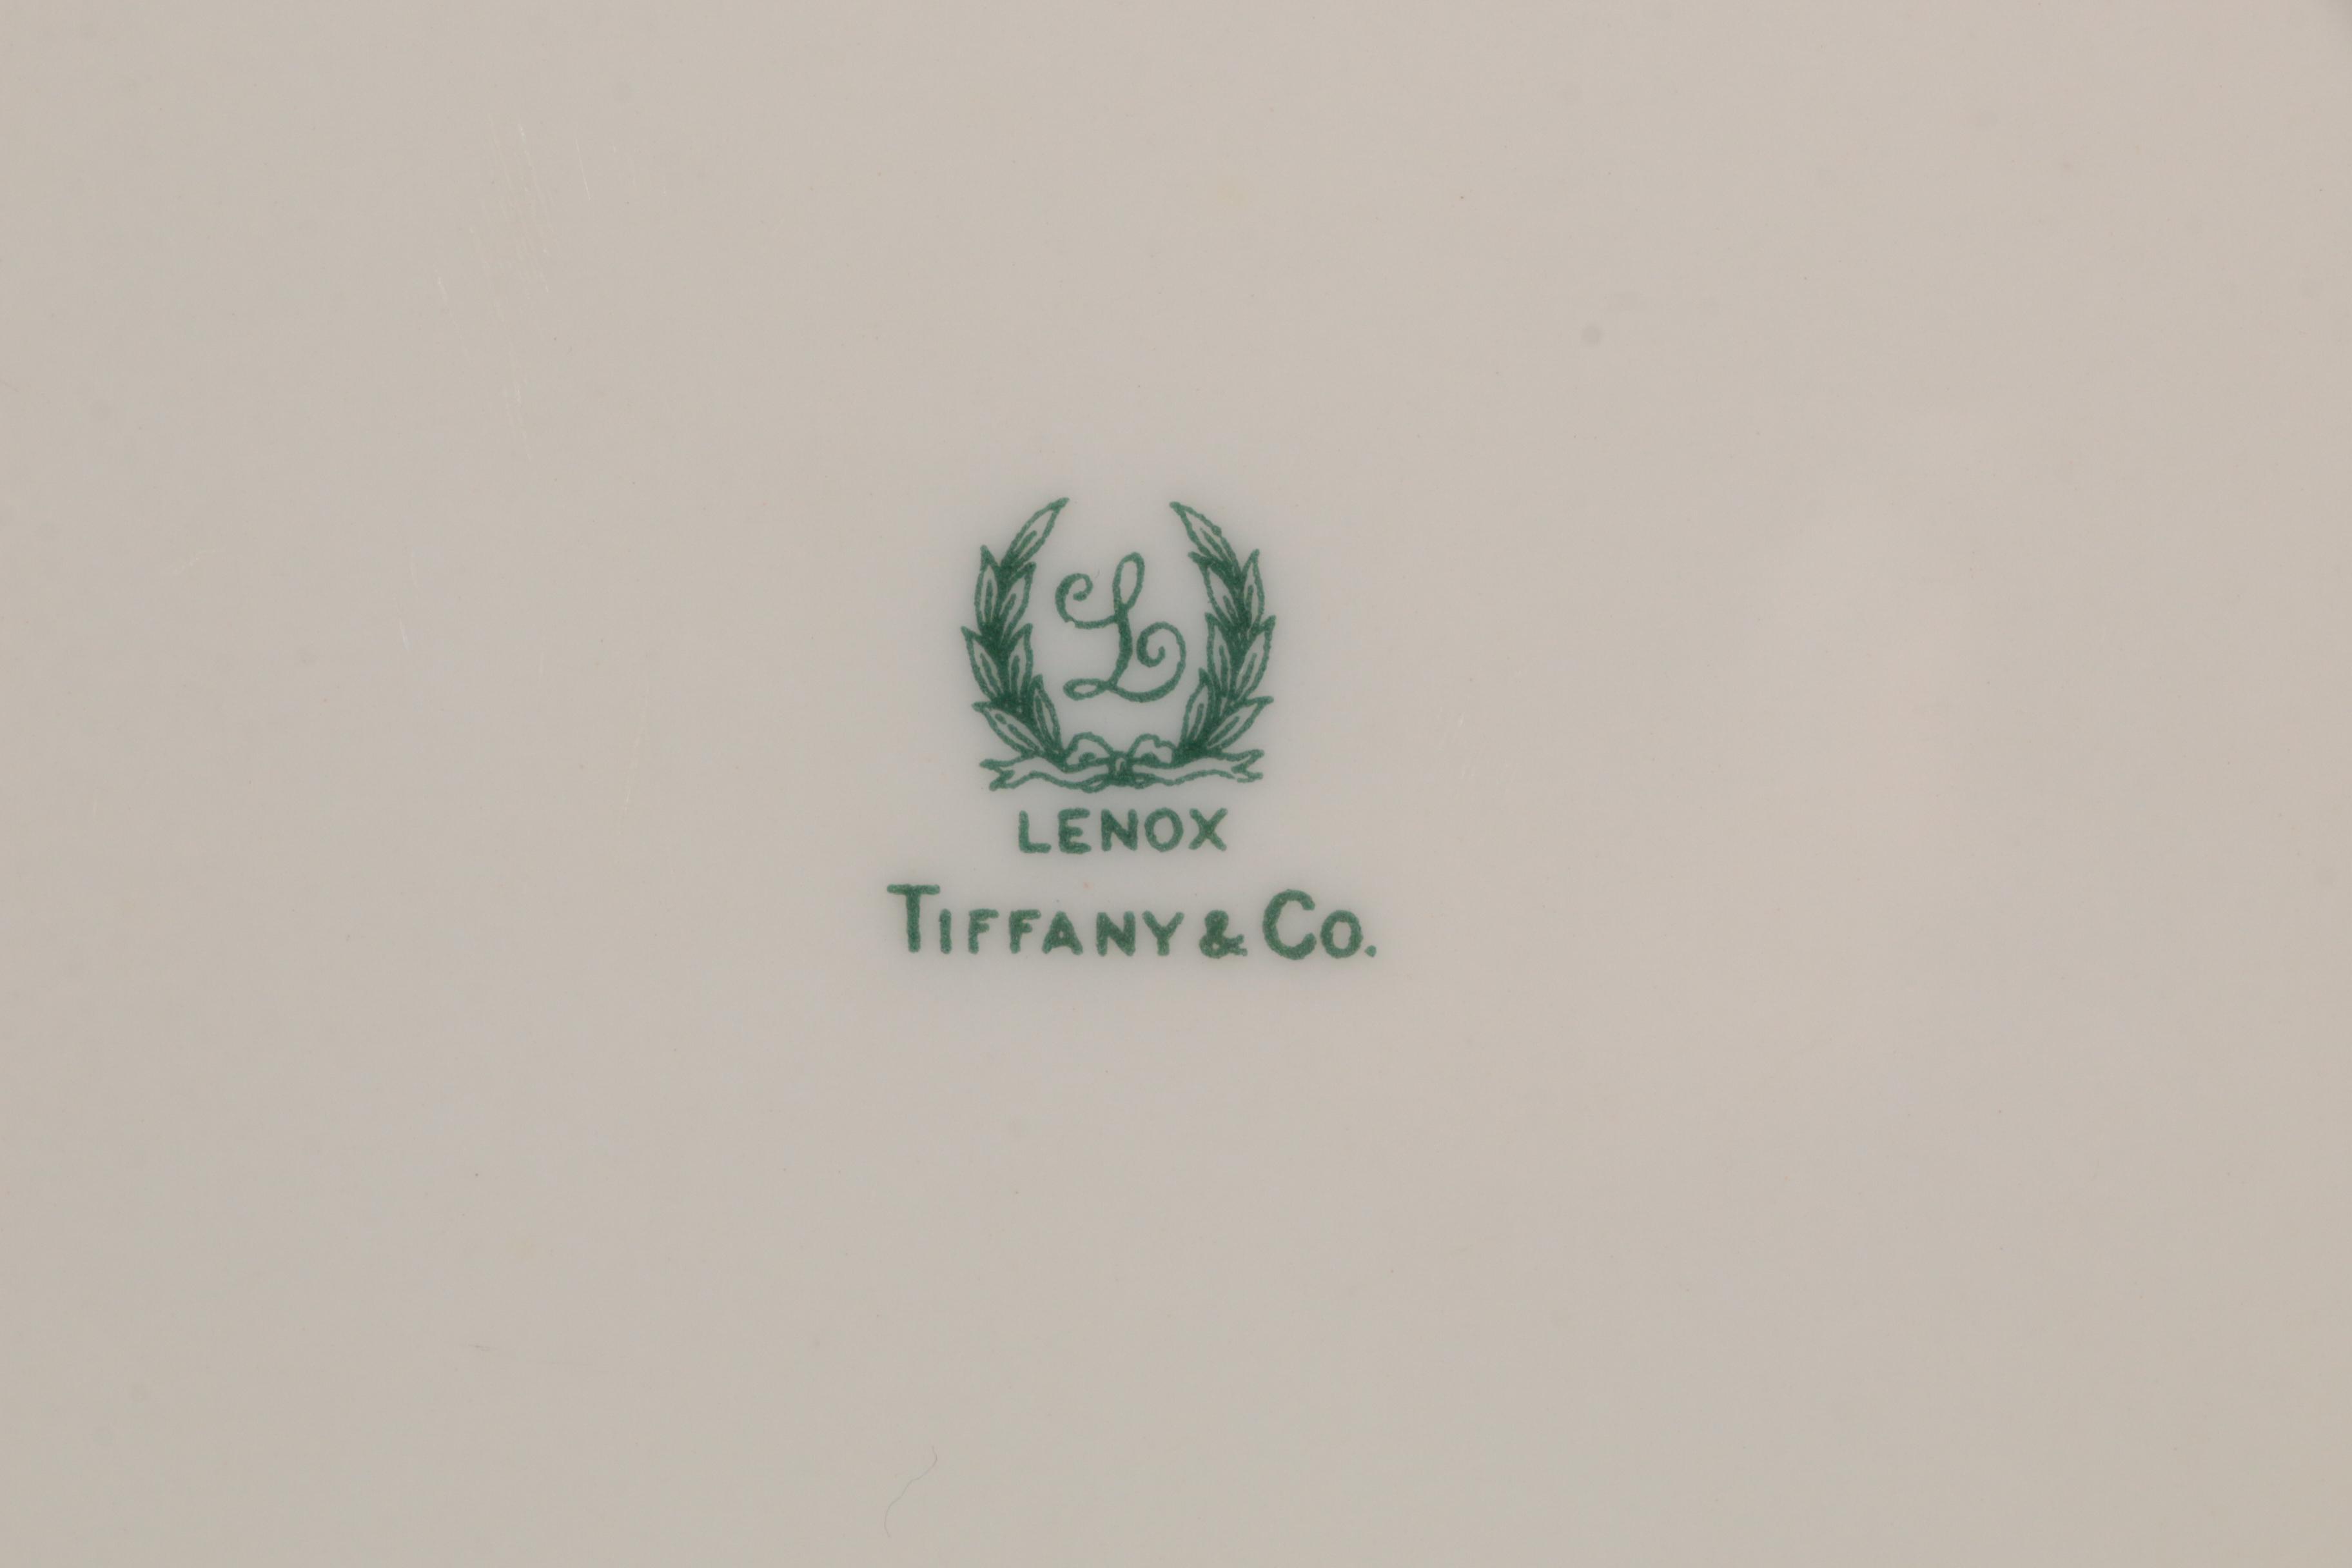 L
LENOX
TIFFANY & CO.